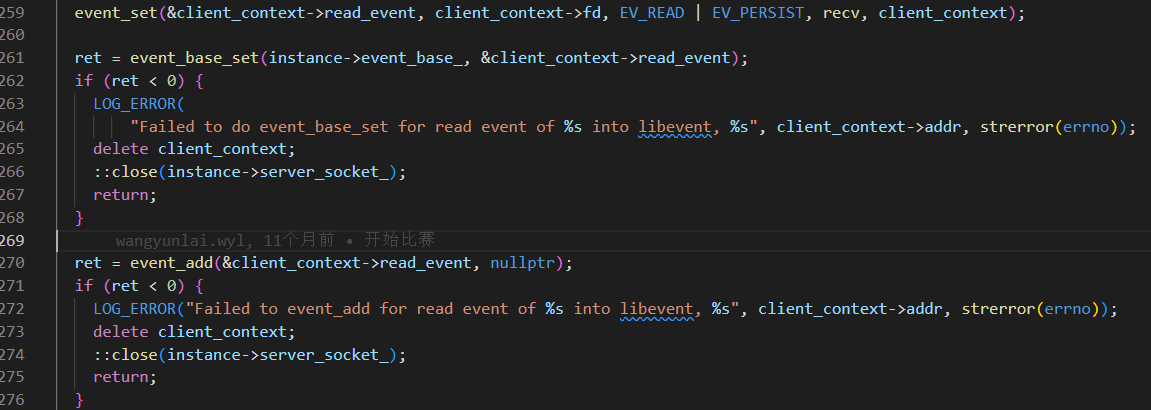 259 event_set(&client_context->read_event, client_context->fd, EV_READ | EV_PERSIST, recv, client_context);
260
261 ret = event_base_set(instance->event_base_, &client_context->read_event);
262 if (ret < 0) {
263 LOG_ERROR(
264 "Failed to do event_base_set for read event of %s into libevent, %s", client_context->addr, strerror(errno));
265 delete client_context;
266 ::close(instance->server_socket_);
267 return;
268 }
269 wangyunlai.wyl, 11个月前 • 开始比赛
270 ret = event_add(&client_context->read_event, nullptr);
271 if (ret < 0) {
272 LOG_ERROR("Failed to event_add for read event of %s into libevent, %s", client_context->addr, strerror(errno));
273 delete client_context;
274 ::close(instance->server_socket_);
275 return;
276 }